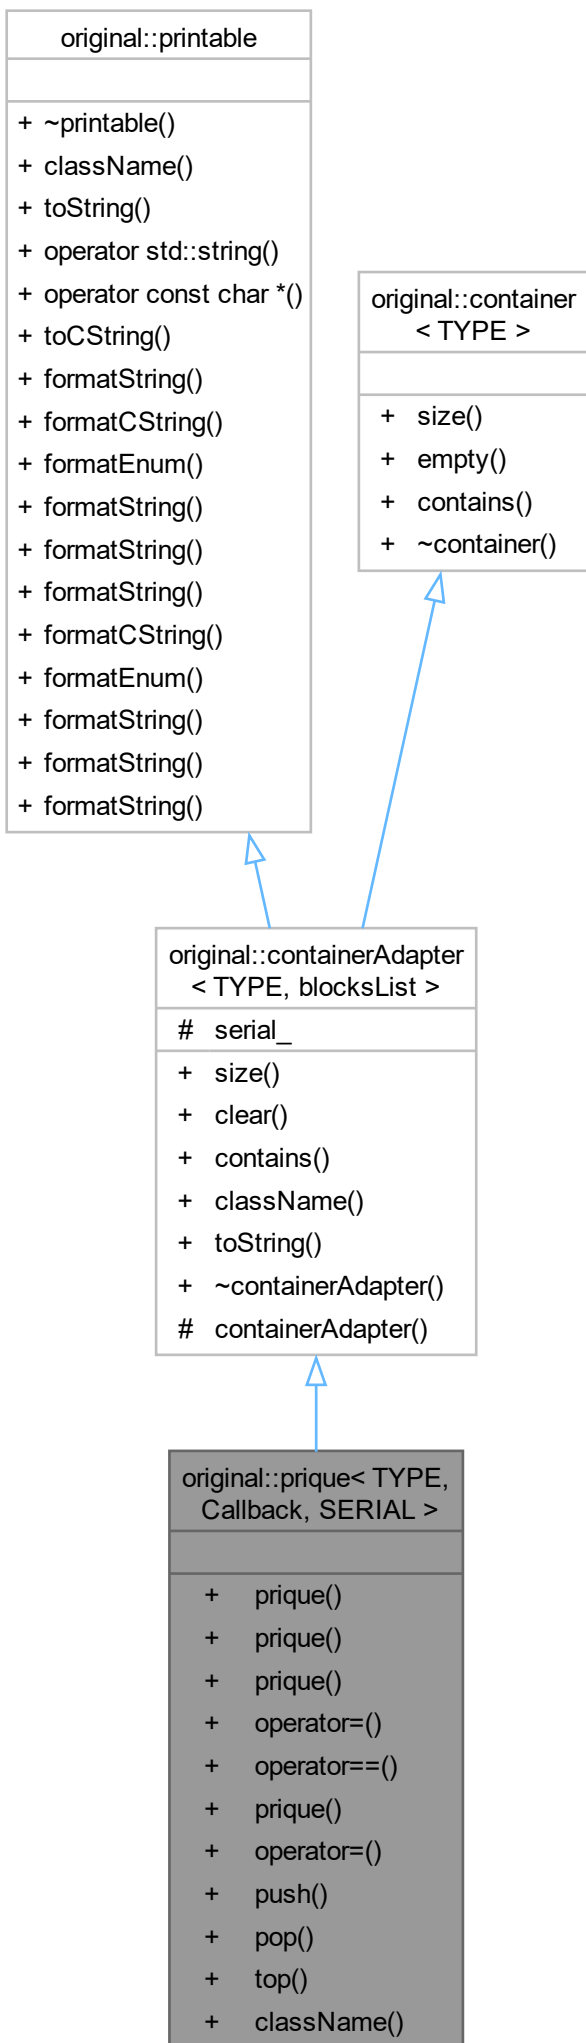 original::printable
+ ~printable()
+ className()
+ toString()
+ operator std::string()
+ operator const char *()
+ toCString()
+ formatString()
+ formatCString()
+ formatEnum()
+ formatString()
+ formatString()
+ formatString()
+ formatCString()
+ formatEnum()
+ formatString()
+ formatString()
+ formatString()
original::container
< TYPE >
+ size()
+ empty()
+ contains()
+ ~container()
original::containerAdapter
< TYPE, blocksList >
# serial_
+ size()
+ clear()
+ contains()
+ className()
+ toString()
+ ~containerAdapter()
# containerAdapter()
original::prique< TYPE,
Callback, SERIAL >
+ prique()
+ prique()
+ prique()
+ operator=()
+ operator==()
+ prique()
+ operator=()
+ push()
+ pop()
+ top()
+ className()